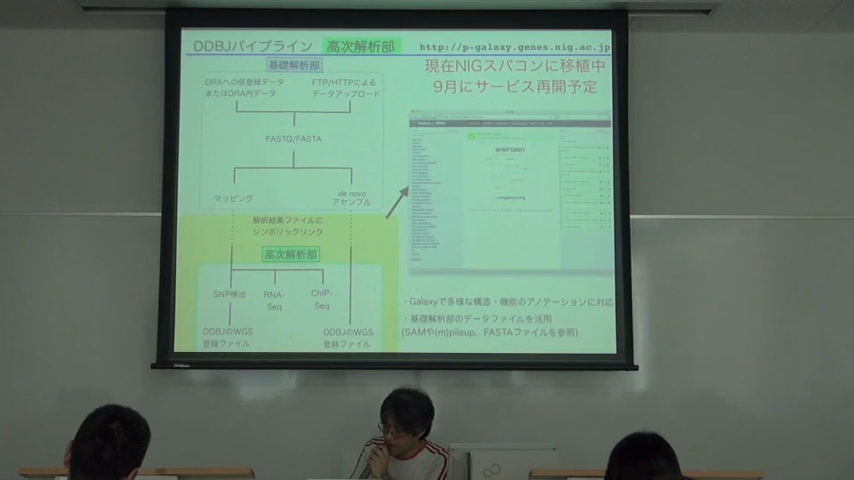 DDBJパイプライン 高次解析部 http://p-galaxy.genes.nig.ac.jp
現在NIGスパコンに移植中
9月にサービス再開予定
基礎解析部
DRAへの仮登録データ
またはDRA内データ
FTP/HTTPによる
データアップロード
FASTQ/FASTA
マッピング
de novo
アセンブル
解析結果ファイルに
シンボリックリンク
高次解析部
SNP検出
RNA-
Seq
ChIP-
Seq
DDBJのWGS
登録ファイル
DDBJのWGS
登録ファイル
WWFSMD?
・Galaxyで多様な構造・機能のアノテーションに対応
・基礎解析部のデータファイルを活用
(SAMや(m)pileup、FASTAファイルを参照)